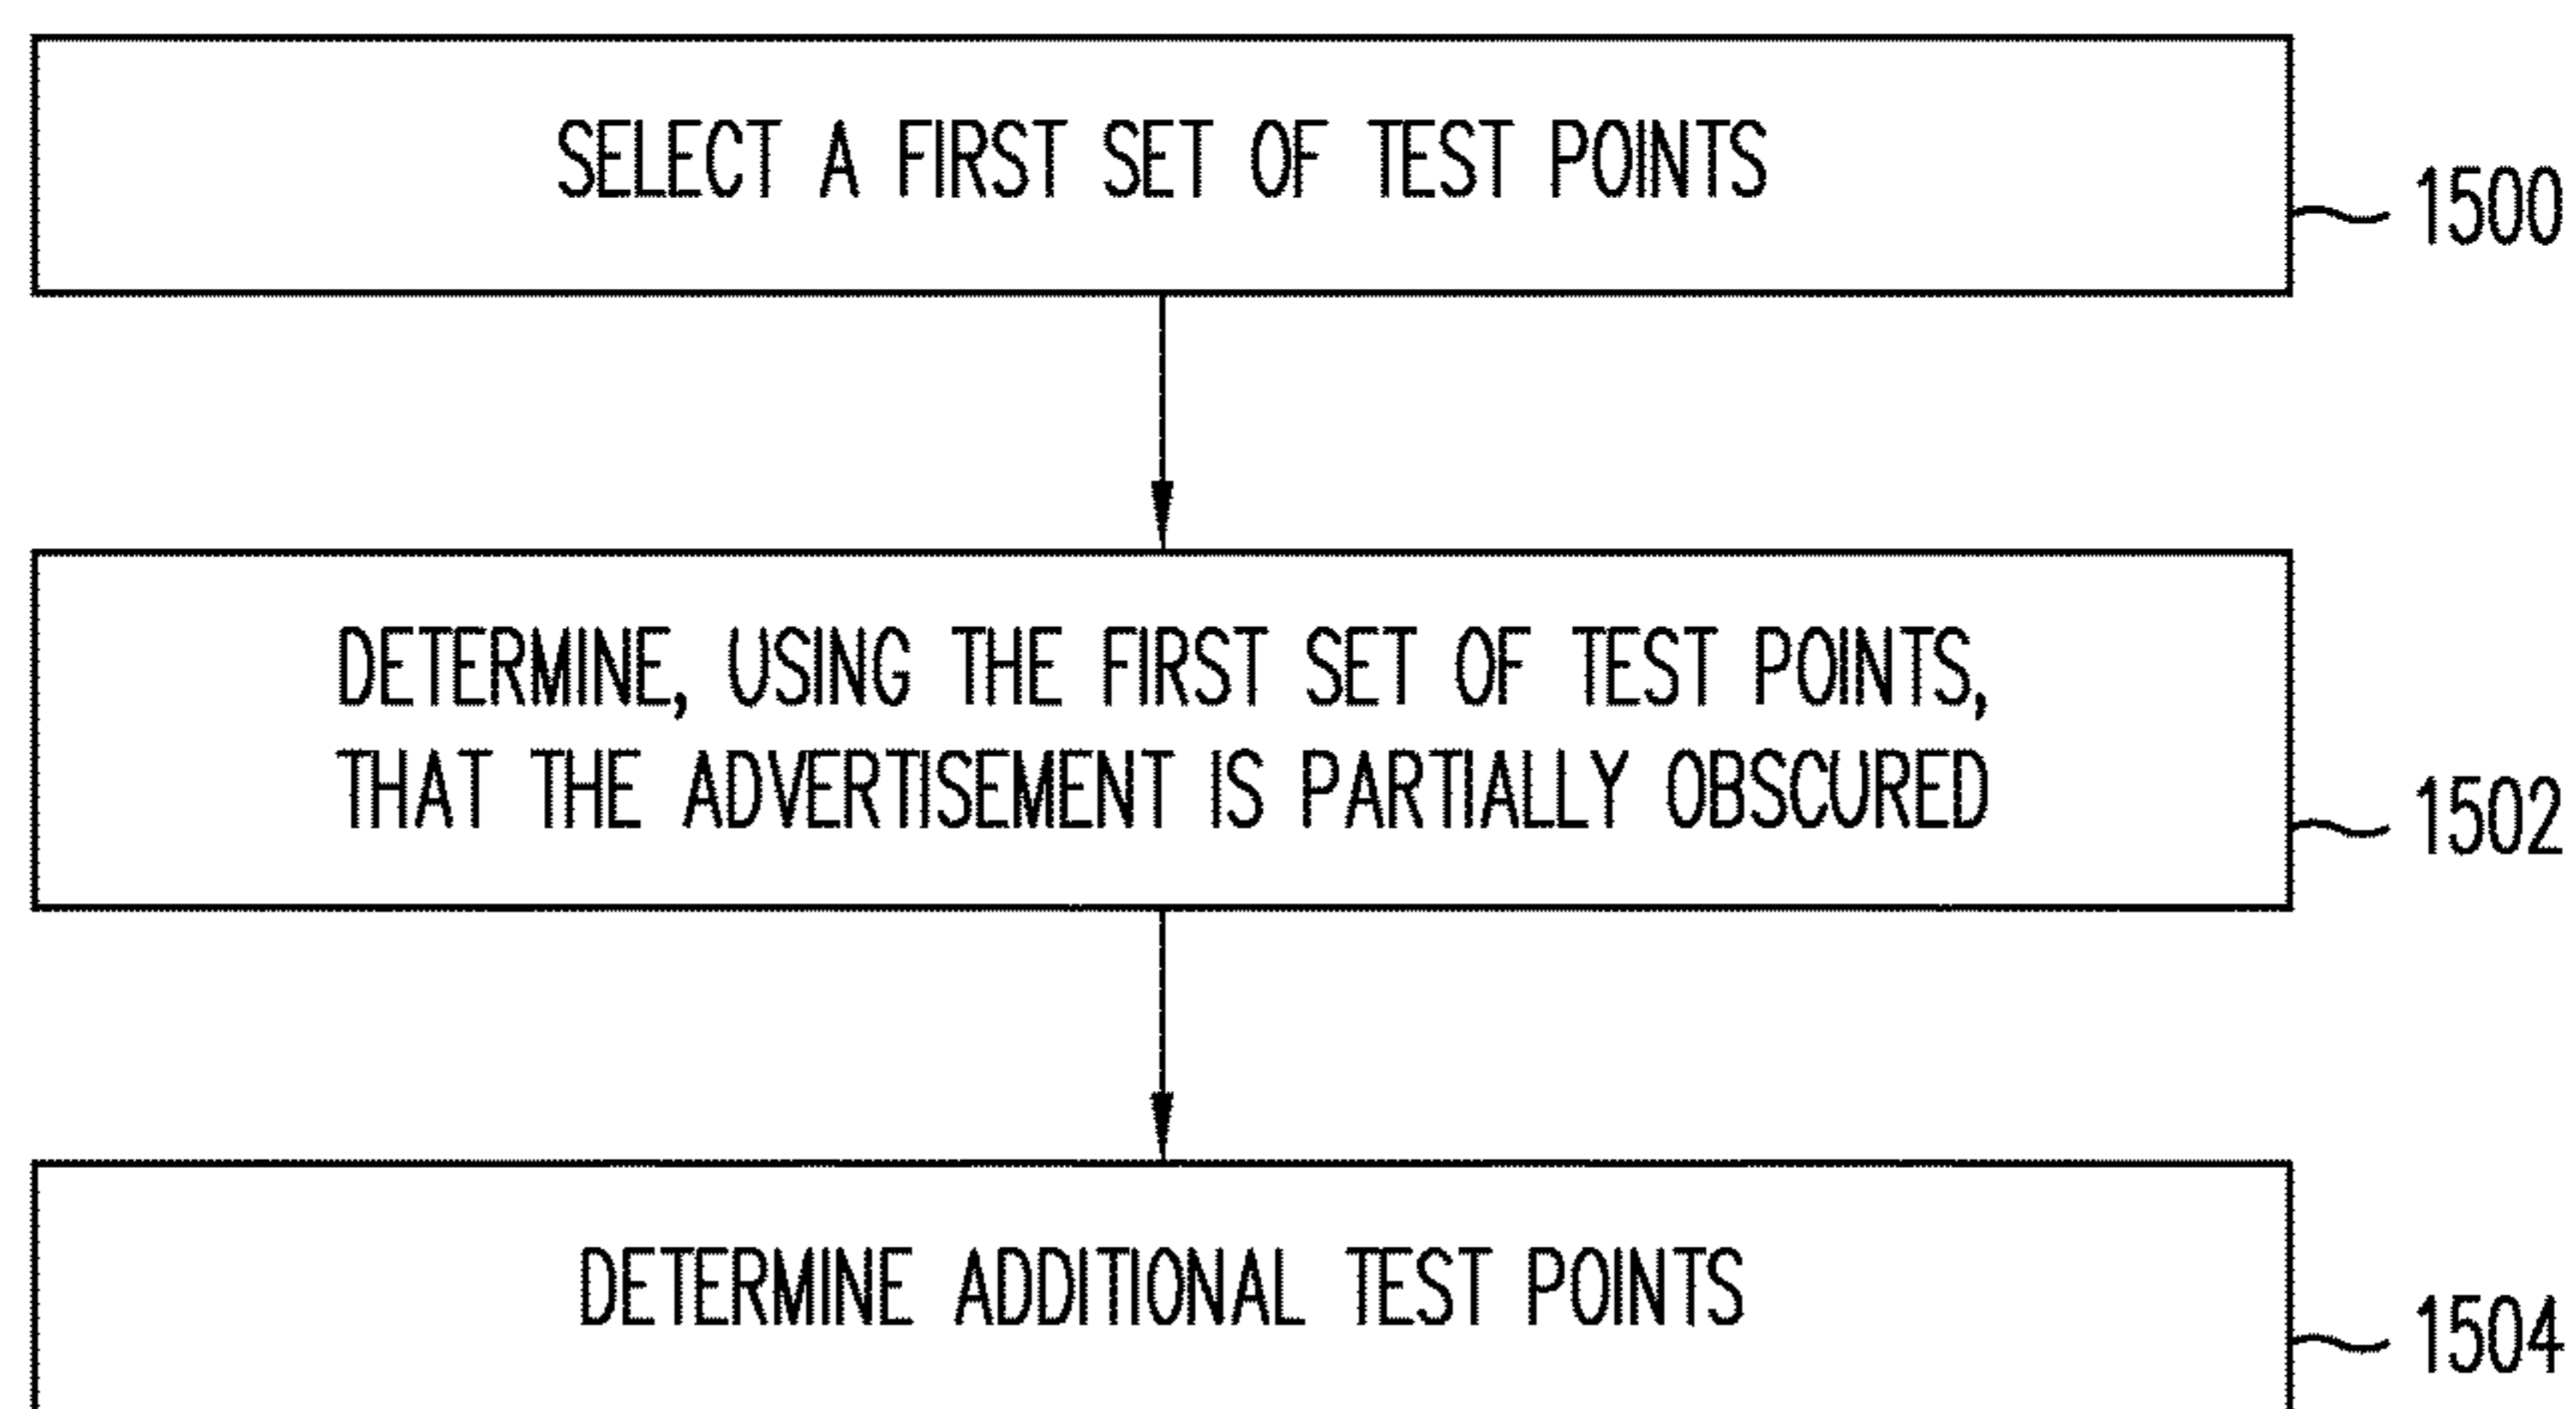 SELECT A FIRST SET OF TEST POINTS
1500
DETERMINE, USING THE FIRST SET OF TEST POINTS,
THAT THE ADVERTISEMENT IS PARTIALLY OBSCURED
1502
DETERMINE ADDITIONAL TEST POINTS
1504